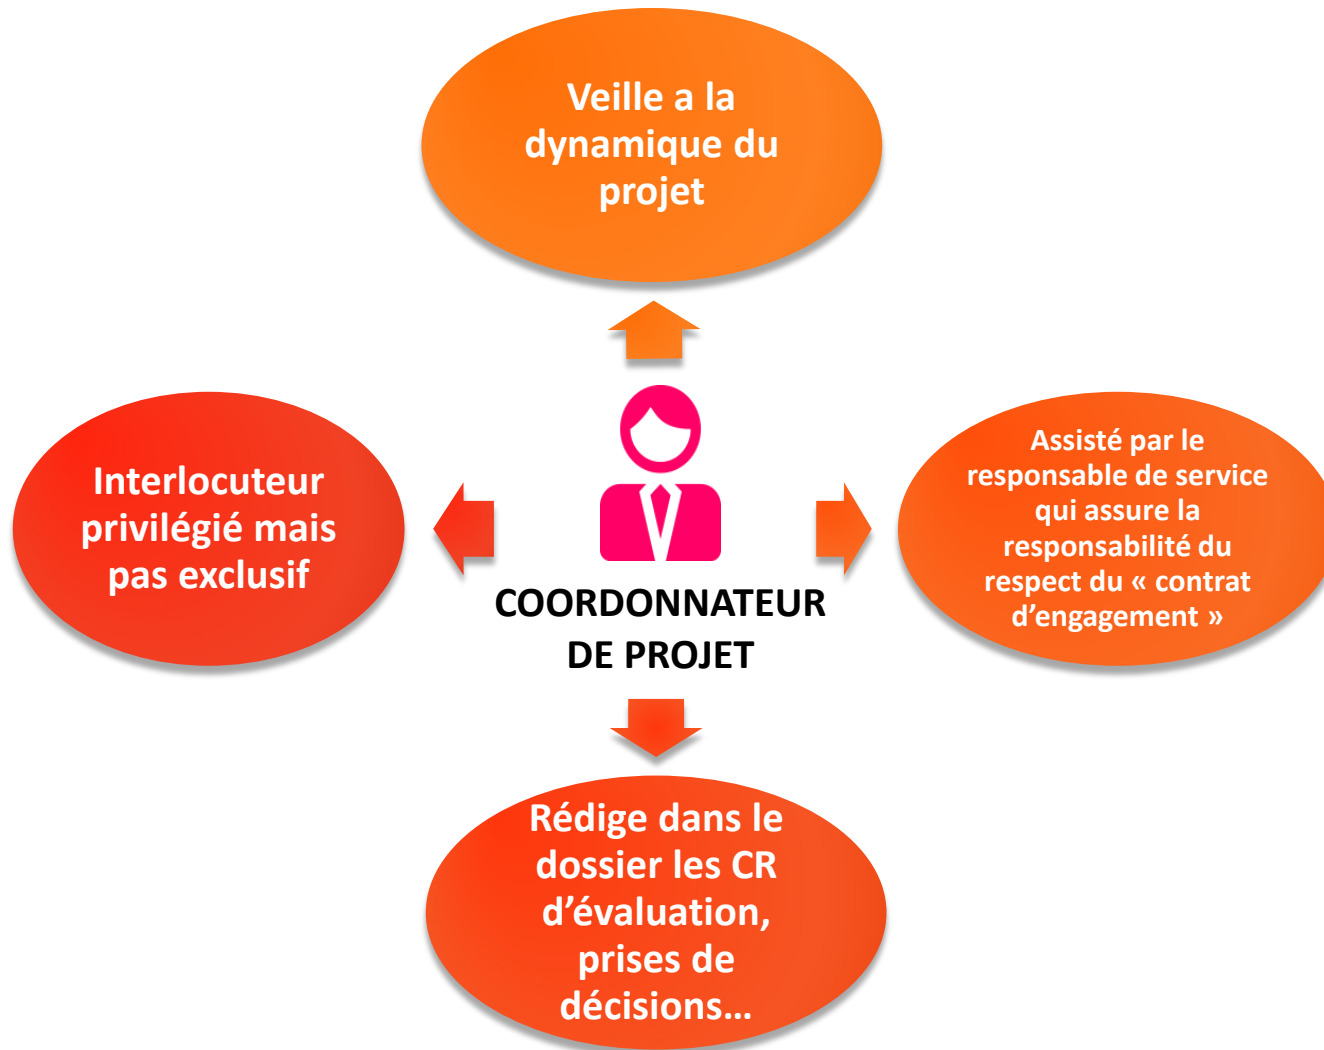 Veille a la
dynamique du
projet
Interlocuteur
privilégié mais
pas exclusif
COORDONNATEUR
DE PROJET
Assisté par le
responsable de service
qui assure la
responsabilité du
respect du « contrat
d’engagement »
Rédige dans le
dossier les CR
d’évaluation,
prises de
décisions…